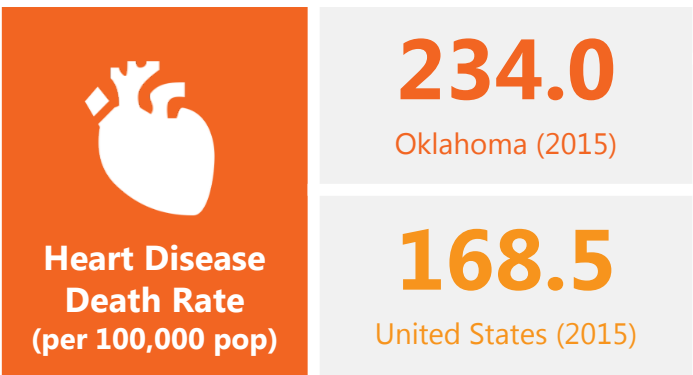 Heart Disease
Death Rate
(per 100,000 pop)
234.0
Oklahoma (2015)
168.5
United States (2015)